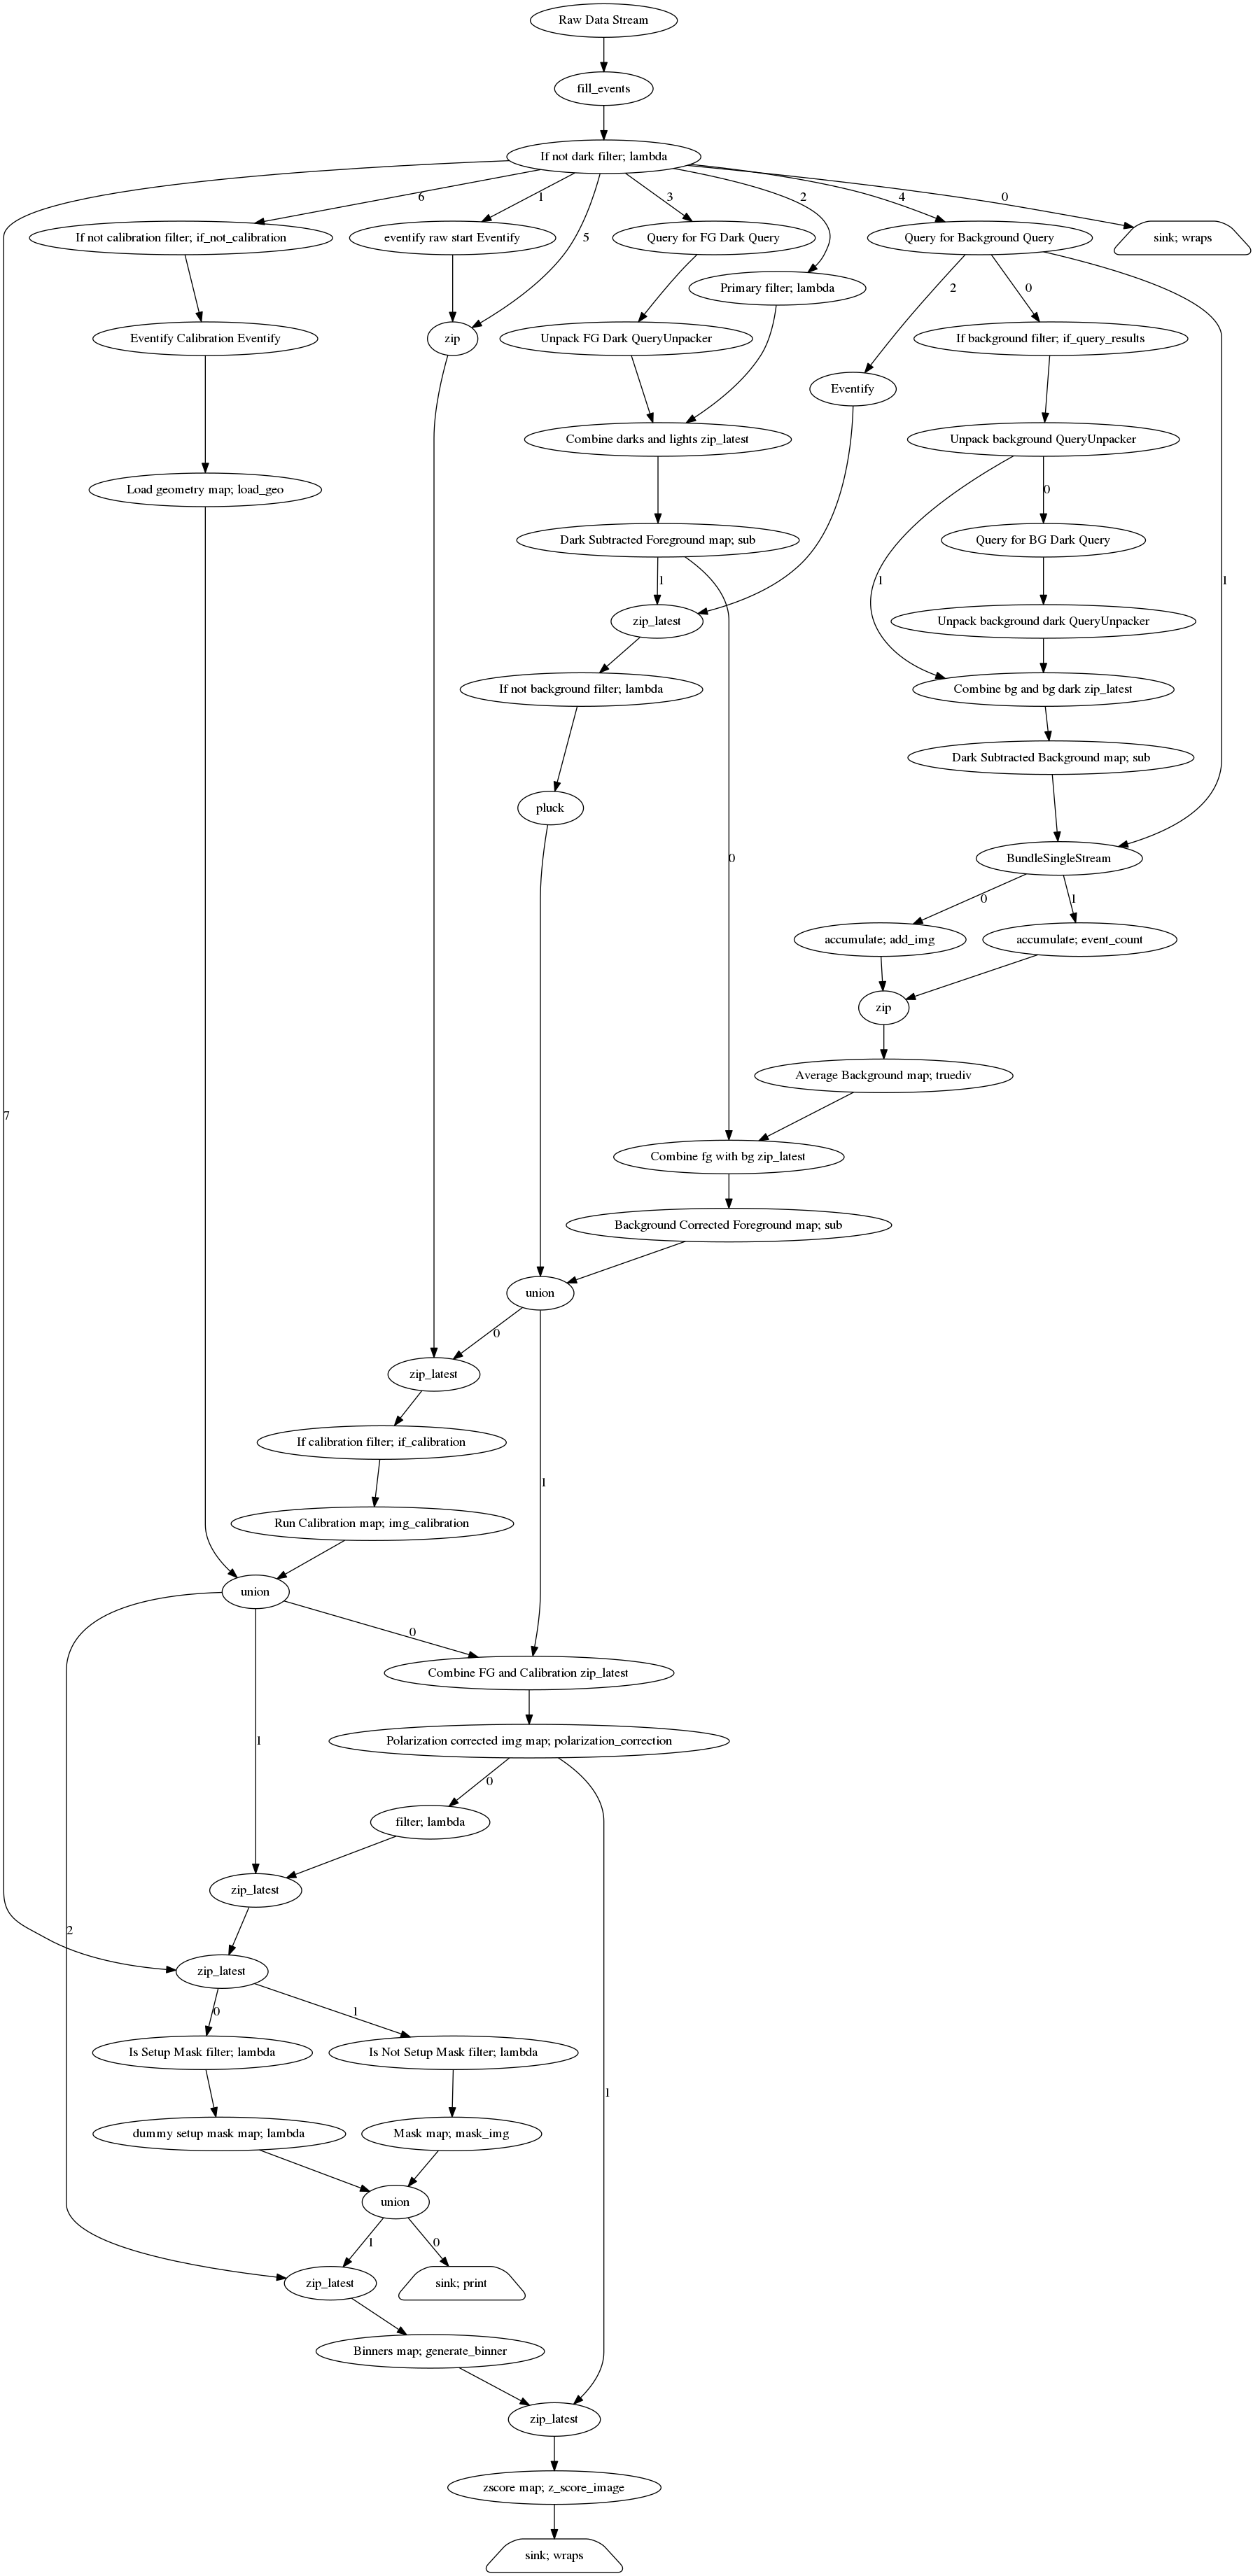 Raw Data Stream
fill_events
If not dark filter; lambda
6
1
5
3
2
4
0
If not calibration filter; if_not_calibration
eventify raw start Eventify
Query for FG Dark Query
Query for Background Query
sink; wraps
Primary filter; lambda
2
0
Eventify Calibration Eventify
zip
Unpack FG Dark QueryUnpacker
If background filter; if_query_results
Eventify
Combine darks and lights zip_latest
Unpack background QueryUnpacker
Load geometry map; load_geo
0
Dark Subtracted Foreground map; sub
Query for BG Dark Query
1
1
1
zip_latest
Unpack background dark QueryUnpacker
If not background filter; lambda
Combine bg and bg dark zip_latest
Dark Subtracted Background map; sub
pluck
0
BundleSingleStream
0
1
accumulate; add_img
accumulate; event_count
zip
Average Background map; truediv
7
Combine fg with bg zip_latest
Background Corrected Foreground map; sub
union
0
zip_latest
If calibration filter; if_calibration
1
Run Calibration map; img_calibration
union
0
Combine FG and Calibration zip_latest
1
Polarization corrected img map; polarization_correction
0
filter; lambda
zip_latest
2
zip_latest
0
1
Is Setup Mask filter; lambda
Is Not Setup Mask filter; lambda
1
dummy setup mask map; lambda
Mask map; mask_img
union
1
0
zip_latest
sink; print
Binners map; generate_binner
zip_latest
zscore map; z_score_image
sink; wraps